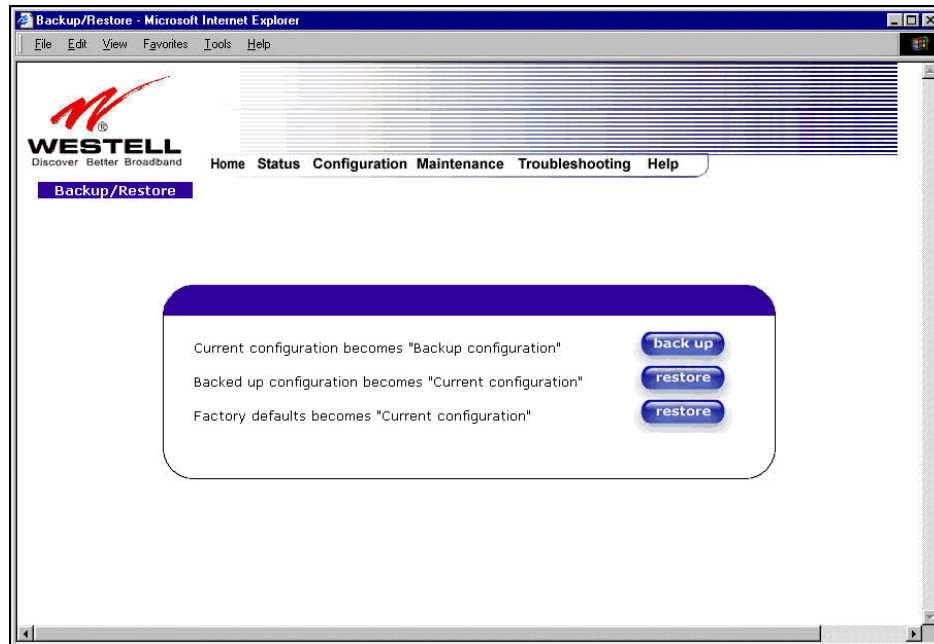 Backup/Restore - Microsoft Internet Explorer
File Edit View Favorites Tools Help
®
WESTELL
Discover Better Broadband
Home Status Configuration Maintenance Troubleshooting Help
Backup/Restore
Current configuration becomes "Backup configuration" back up
Backed up configuration becomes "Current configuration" restore
Factory defaults becomes "Current configuration" restore